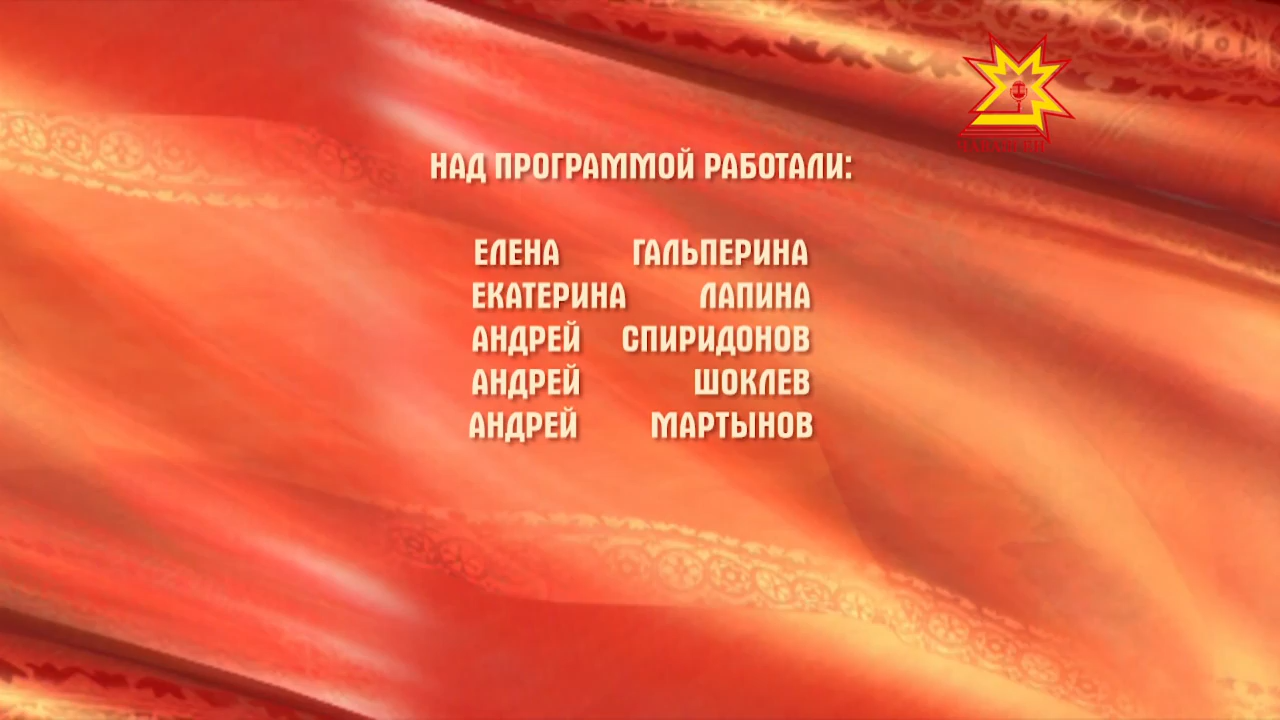 НАД ПРОГРАММОЙ РАБОТАЛИ:
ЕЛЕНА ГАЛЬПЕРИНА
ЕКАТЕРИНА ЛАПИНА
АНДРЕЙ СПИРИДОНОВ
АНДРЕЙ ШОКЛЕВ
АНДРЕЙ МАРТЫНОВ